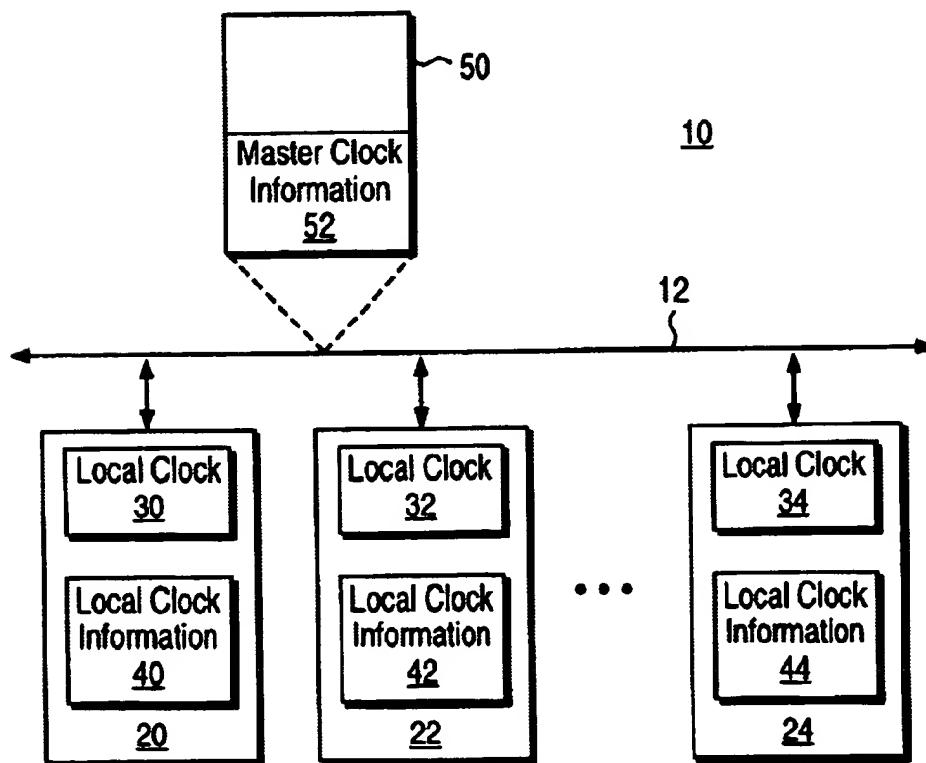 50
Master Clock
Information
52
10
12
Local Clock
30
Local Clock
Information
40
20
Local Clock
32
Local Clock
Information
42
22
Local Clock
34
Local Clock
Information
44
24